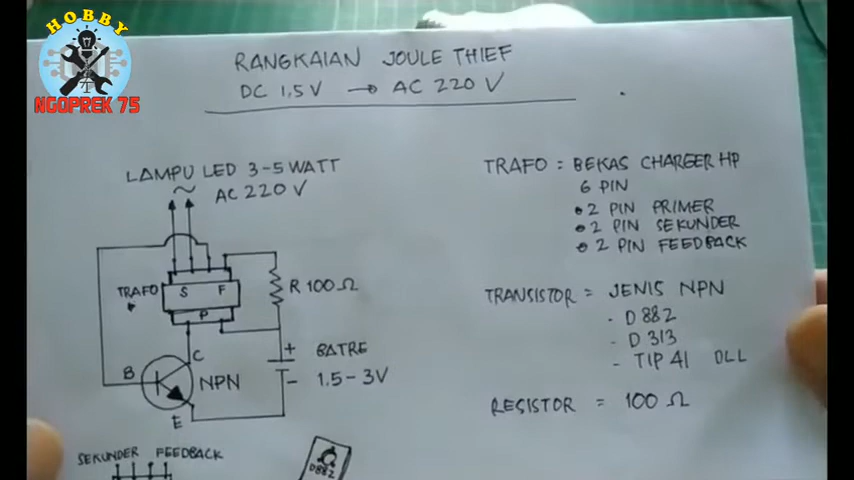 HOBBY
NGOPREK 75
RANGKAIAN JOULE THIEF
DC 1,5 V → AC 220 V
LAMPU LED 3-5 WATT
~ AC 220 V
TRAFO
S F
P
R 100 Ω
B
C
E
NPN
+
-
BATRE
1.5-3V
SEKUNDER FEEDBACK
D882
TRAFO = BEKAS CHARGER HP
6 PIN
• 2 PIN PRIMER
• 2 PIN SEKUNDER
• 2 PIN FEEDBACK
TRANSISTOR = JENIS NPN
- D 882
- D 313
- TIP 41 DLL
RESISTOR = 100 Ω